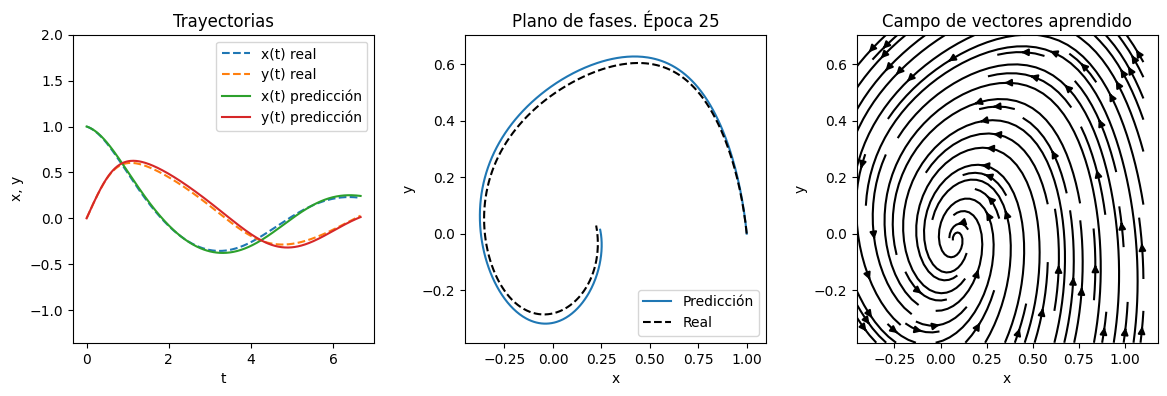 Trayectorias
x(t) real
y(t) real
x(t) predicción
y(t) predicción
2.0
1.5
1.0
0.5
0.0
−0.5
−1.0
x, y
0
2
4
6
t
Plano de fases. Época 25
0.6
0.4
0.2
0.0
−0.2
y
Predicción
Real
−0.25
0.00
0.25
0.50
0.75
1.00
x
Campo de vectores aprendido
0.6
0.4
0.2
0.0
−0.2
y
−0.25
0.00
0.25
0.50
0.75
1.00
x